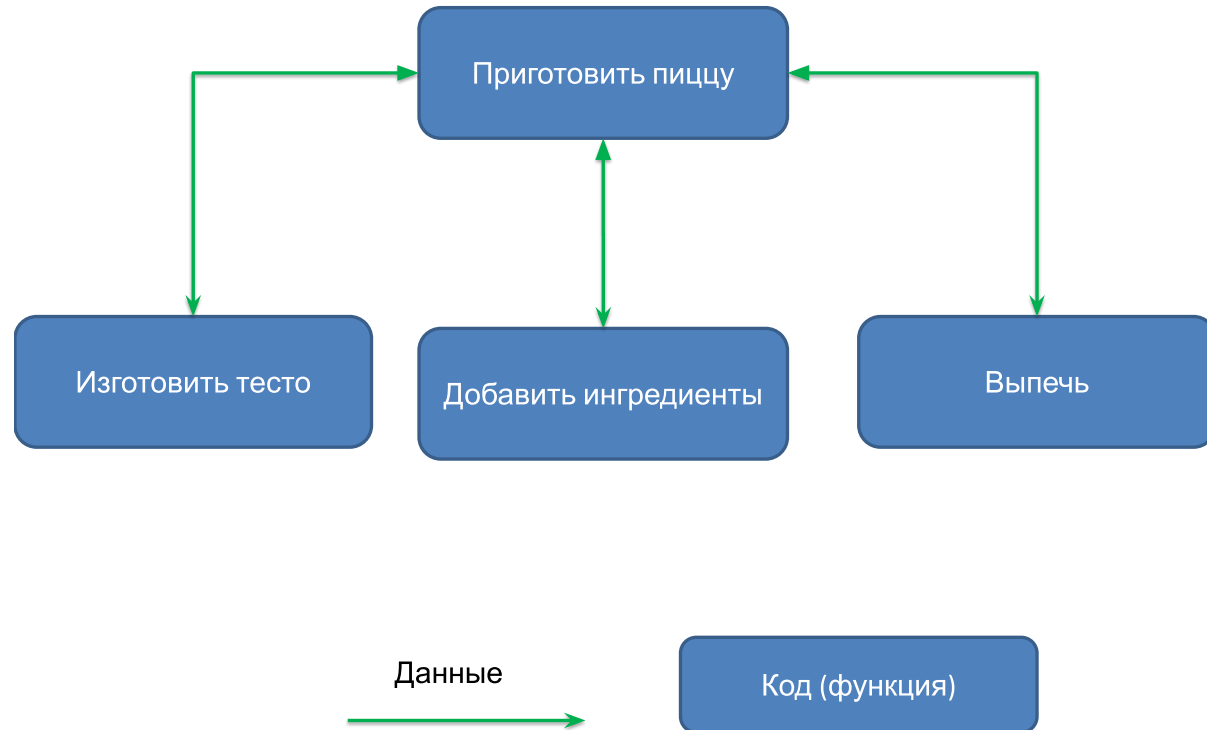 Приготовить пиццу
Изготовить тесто
Добавить ингредиенты
Выпечь
Данные
Код (функция)